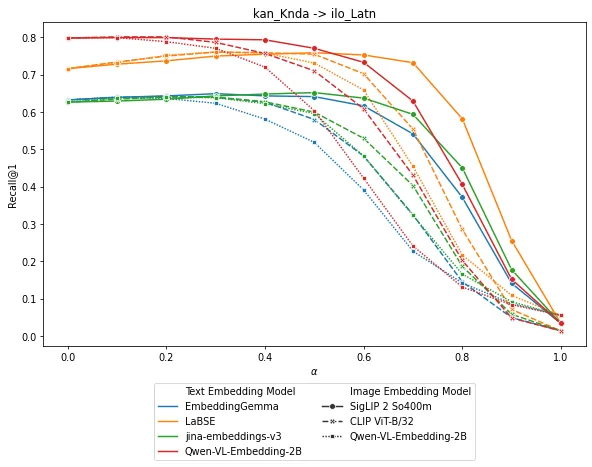 kan_Knda -> ilo_Latn
Recall@1
0.8
0.7
0.6
0.5
0.4
0.3
0.2
0.1
0.0
0.0 0.2 0.4 0.6 0.8 1.0
α
Text Embedding Model
EmbeddingGemma
LaBSE
jina-embeddings-v3
Qwen-VL-Embedding-2B
Image Embedding Model
SigLIP 2 So400m
CLIP ViT-B/32
Qwen-VL-Embedding-2B